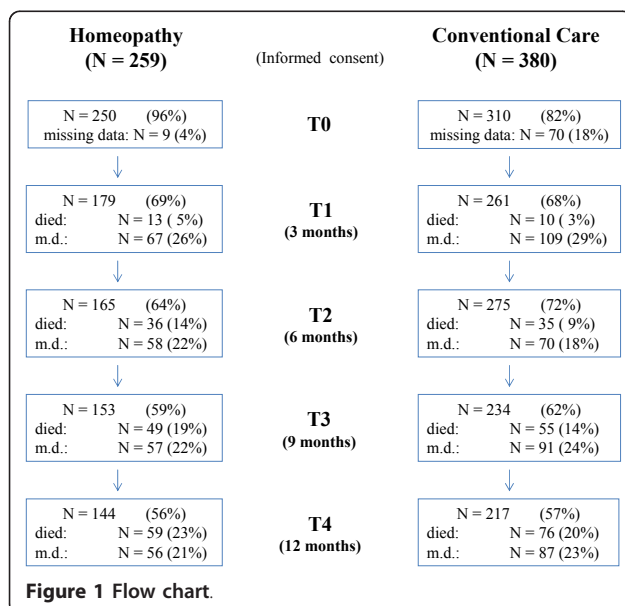 Homeopathy
(N = 259)
(Informed consent)
Conventional Care
(N = 380)
N = 250 (96%)
missing data: N = 9 (4%)
T0
N = 310 (82%)
missing data: N = 70 (18%)
N = 179 (69%)
died: N = 13 ( 5%)
m.d.: N = 67 (26%)
T1
(3 months)
N = 261 (68%)
died: N = 10 ( 3%)
m.d.: N = 109 (29%)
N = 165 (64%)
died: N = 36 (14%)
m.d.: N = 58 (22%)
T2
(6 months)
N = 275 (72%)
died: N = 35 ( 9%)
m.d.: N = 70 (18%)
N = 153 (59%)
died: N = 49 (19%)
m.d.: N = 57 (22%)
T3
(9 months)
N = 234 (62%)
died: N = 55 (14%)
m.d.: N = 91 (24%)
N = 144 (56%)
died: N = 59 (23%)
m.d.: N = 56 (21%)
T4
(12 months)
N = 217 (57%)
died: N = 76 (20%)
m.d.: N = 87 (23%)
Figure 1 Flow chart.